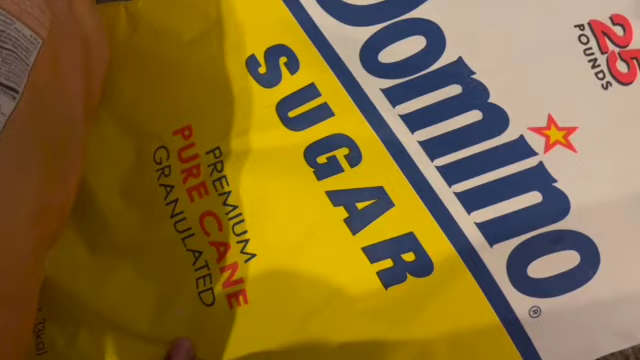 25
POUNDS
Domino
®
SUGAR
PREMIUM
PURE CANE
GRANULATED